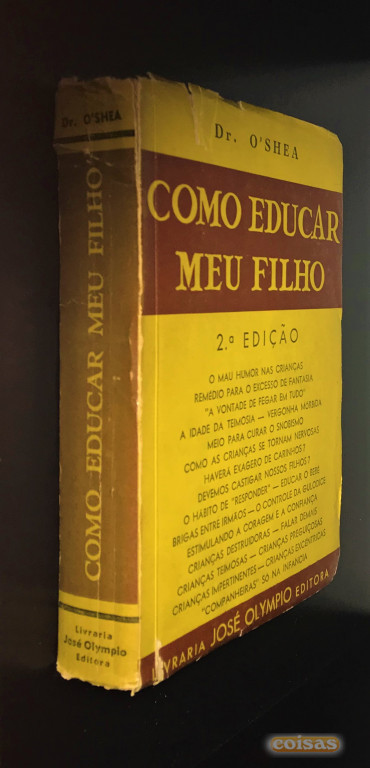 Dr. O'SHEA
COMO EDUCAR MEU FILHO?
Livraria
José Olympio
Editora
Dr. O'SHEA
COMO EDUCAR
MEU FILHO
2.ª EDIÇÃO
O MAU HUMOR NAS CRIANÇAS
REMEDIO PARA O EXCESSO DE FANTASIA
"A VONTADE DE PEGAR EM TUDO"
A IDADE DA TEIMOSIA — VERGONHA MORBIDA
MEIO PARA CURAR O SNOBISMO
COMO AS CRIANÇAS SE TORNAM NERVOSAS
HAVERÁ EXAGERO DE CARINHOS?
DEVEMOS CASTIGAR NOSSOS FILHOS?
O HÁBITO DE "RESPONDER" — EDUCAR O BEBÊ
BRIGAS ENTRE IRMÃOS — O CONTROLE DA GULODICE
ESTIMULANDO A CORAGEM E A CONFIANÇA
CRIANÇAS DESTRUIDORAS — FALAR DEMAIS
CRIANÇAS TEIMOSAS — CRIANÇAS PREGUIÇOSAS
CRIANÇAS IMPERTINENTES — CRIANÇAS EXCÊNTRICAS
"COMPANHEIRAS" SÓ NA INFANCIA
LIVRARIA JOSÉ OLYMPIO EDITORA
coisas